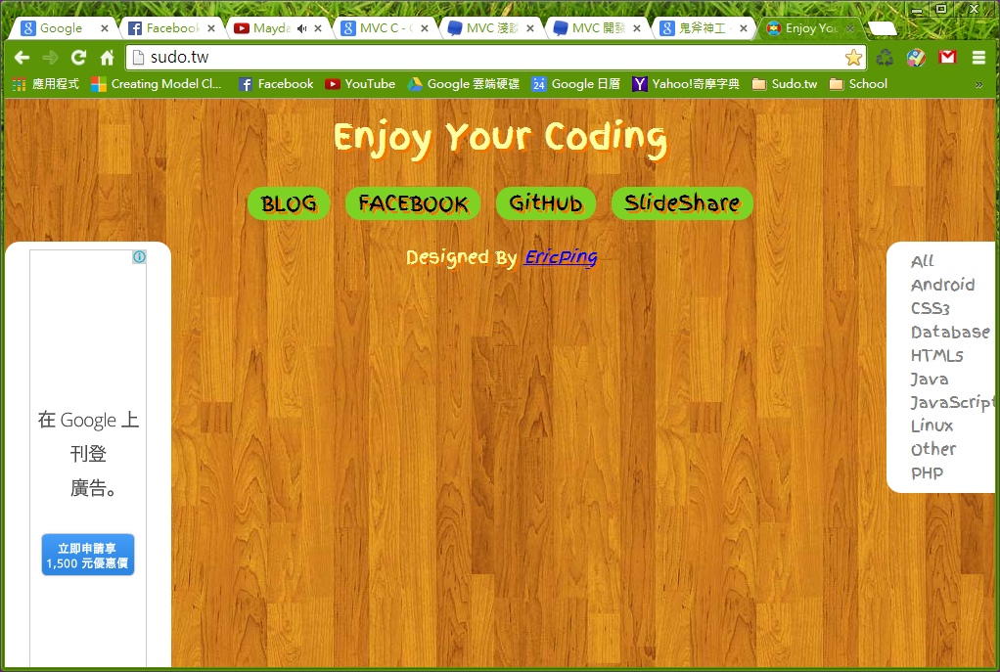 Google
Facebook
Mayda
MVC C -
MVC 淺談
MVC 開發
鬼斧神工
Enjoy You
sudo.tw
應用程式 Creating Model Cl... Facebook YouTube Google 雲端硬碟 24 Google 日曆 Yahoo!奇摩字典 Sudo.tw School »
Enjoy Your Coding
BLOG FACEBOOK GitHub SlideShare
Designed By EricPing
在 Google 上
刊登
廣告。
立即申請享
1,500 元優惠價
All
Android
CSS3
Database
HTML5
Java
JavaScript
Linux
Other
PHP